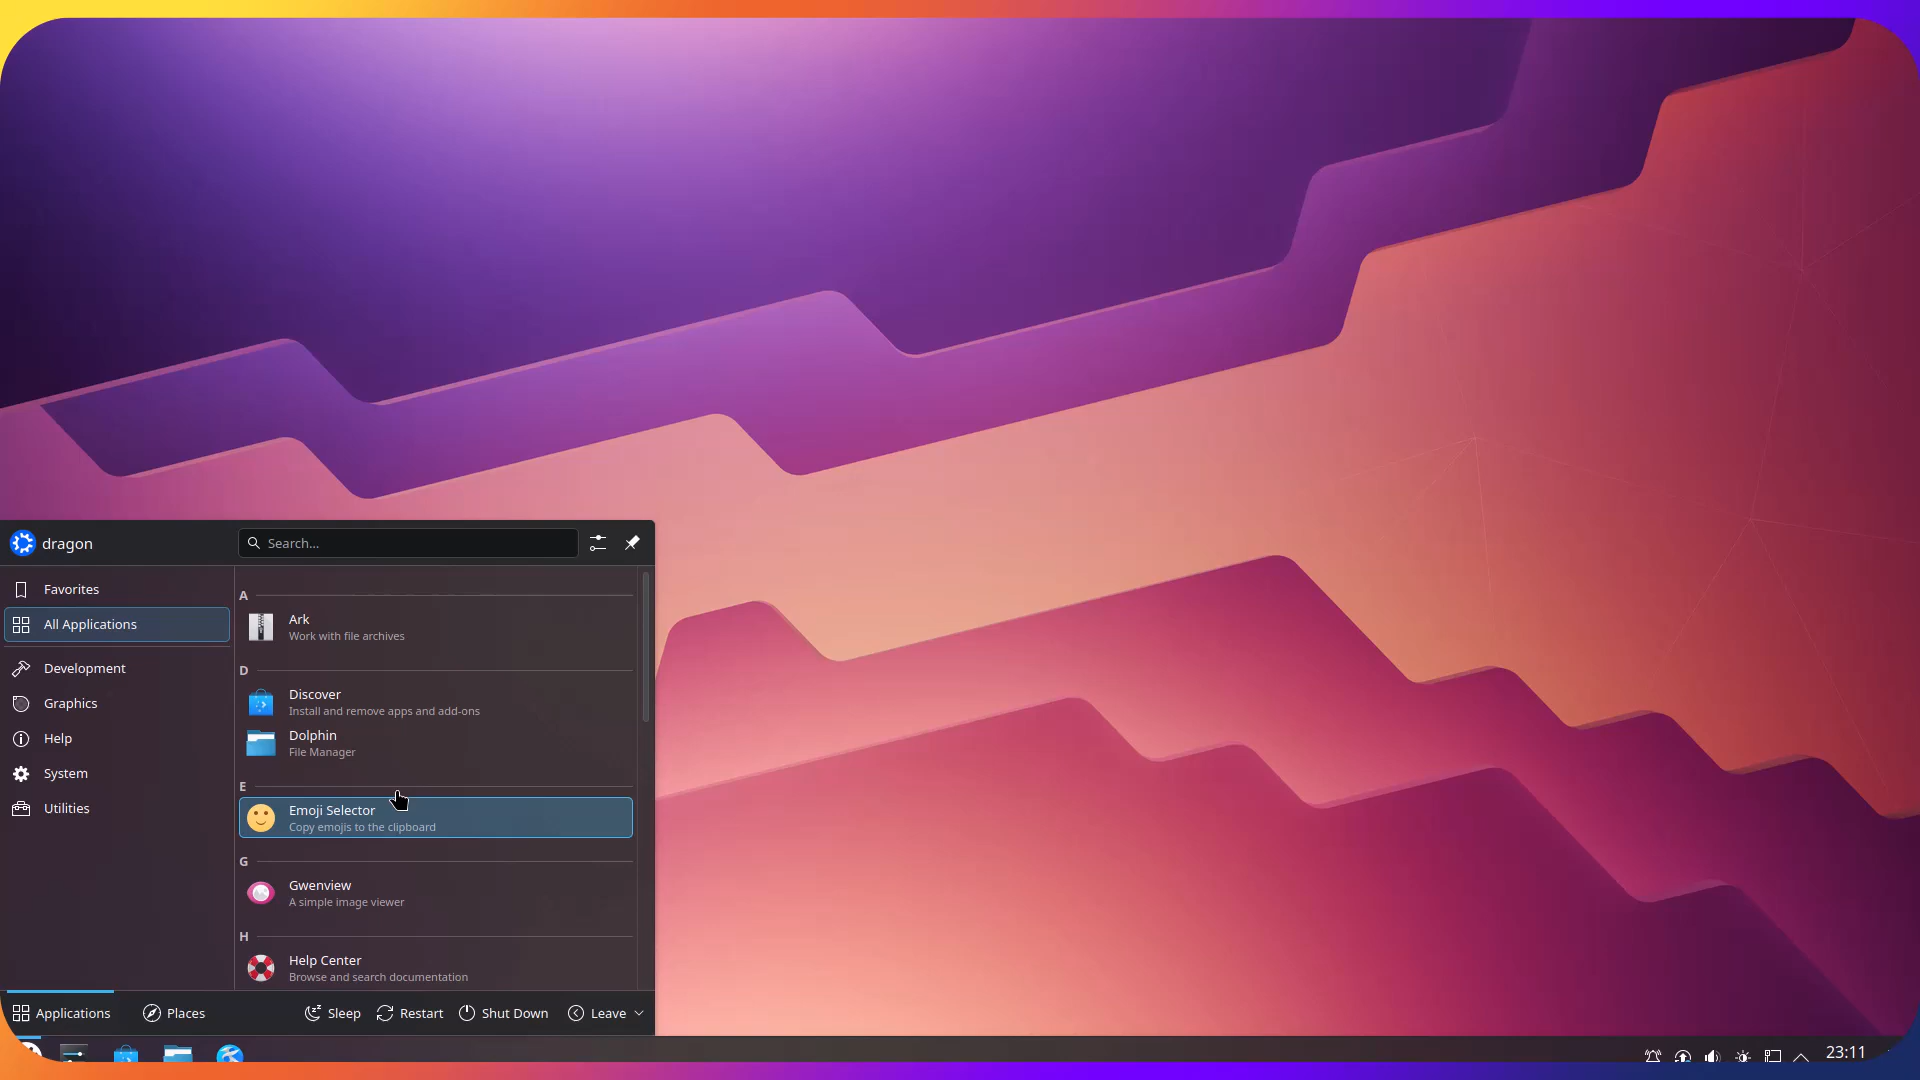 dragon
Search...
Favorites
All Applications
Development
Graphics
Help
System
Utilities
A
Ark
Work with file archives
D
Discover
Install and remove apps and add-ons
Dolphin
File Manager
E
Emoji Selector
Copy emojis to the clipboard
G
Gwenview
A simple image viewer
H
Help Center
Browse and search documentation
Applications
Places
Sleep
Restart
Shut Down
Leave
23:11